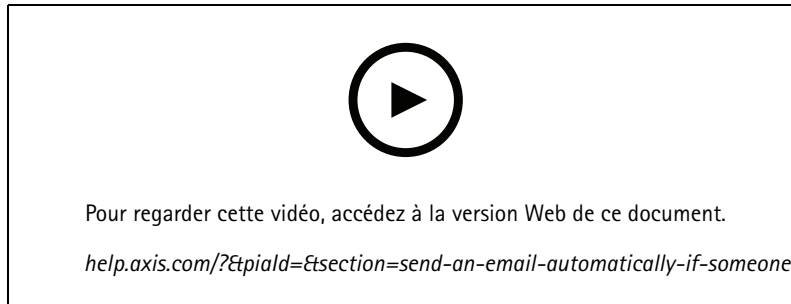 Pour regarder cette vidéo, accédez à la version Web de ce document.
help.axis.com/?&piaId=&section=send-an-email-automatically-if-someone